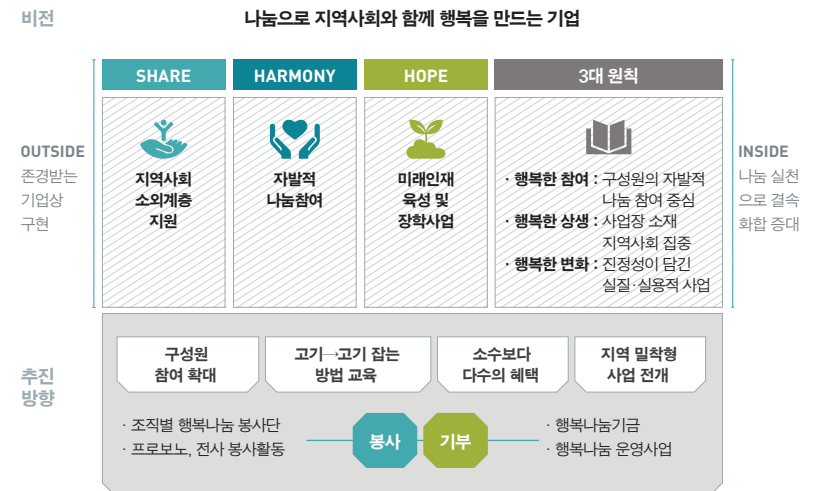 비전
나눔으로 지역사회와 함께 행복을 만드는 기업
OUTSIDE
존경받는
기업상
구현
SHARE
지역사회
소외계층
지원
HARMONY
자발적
나눔참여
HOPE
미래인재
육성 및
장학사업
3대 원칙
· 행복한 참여 : 구성원의 자발적
나눔 참여 중심
· 행복한 상생 : 사업장 소재
지역사회 집중
· 행복한 변화 : 진정성이 담긴
실질·실용적 사업
INSIDE
나눔 실천
으로 결속
화합 증대
추진
방향
구성원
참여 확대
고기→고기 잡는
방법 교육
소수보다
다수의 혜택
지역 밀착형
사업 전개
· 조직별 행복나눔 봉사단
· 프로보노, 전사 봉사활동
봉사
기부
· 행복나눔기금
· 행복나눔 운영사업